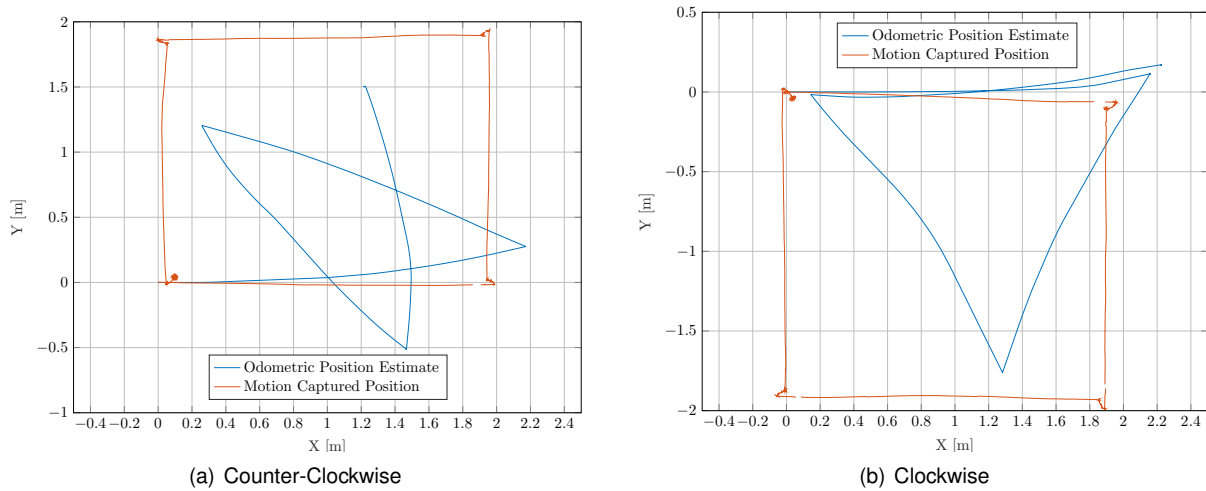 2
1.5
1
0.5
0
−0.5
−1
Y [m]
Odometric Position Estimate
Motion Captured Position
−0.4 −0.2 0 0.2 0.4 0.6 0.8 1 1.2 1.4 1.6 1.8 2 2.2 2.4
X [m]
(a) Counter-Clockwise
0.5
0
−0.5
−1
−1.5
−2
Y [m]
Odometric Position Estimate
Motion Captured Position
−0.4 −0.2 0 0.2 0.4 0.6 0.8 1 1.2 1.4 1.6 1.8 2 2.2 2.4
X [m]
(b) Clockwise